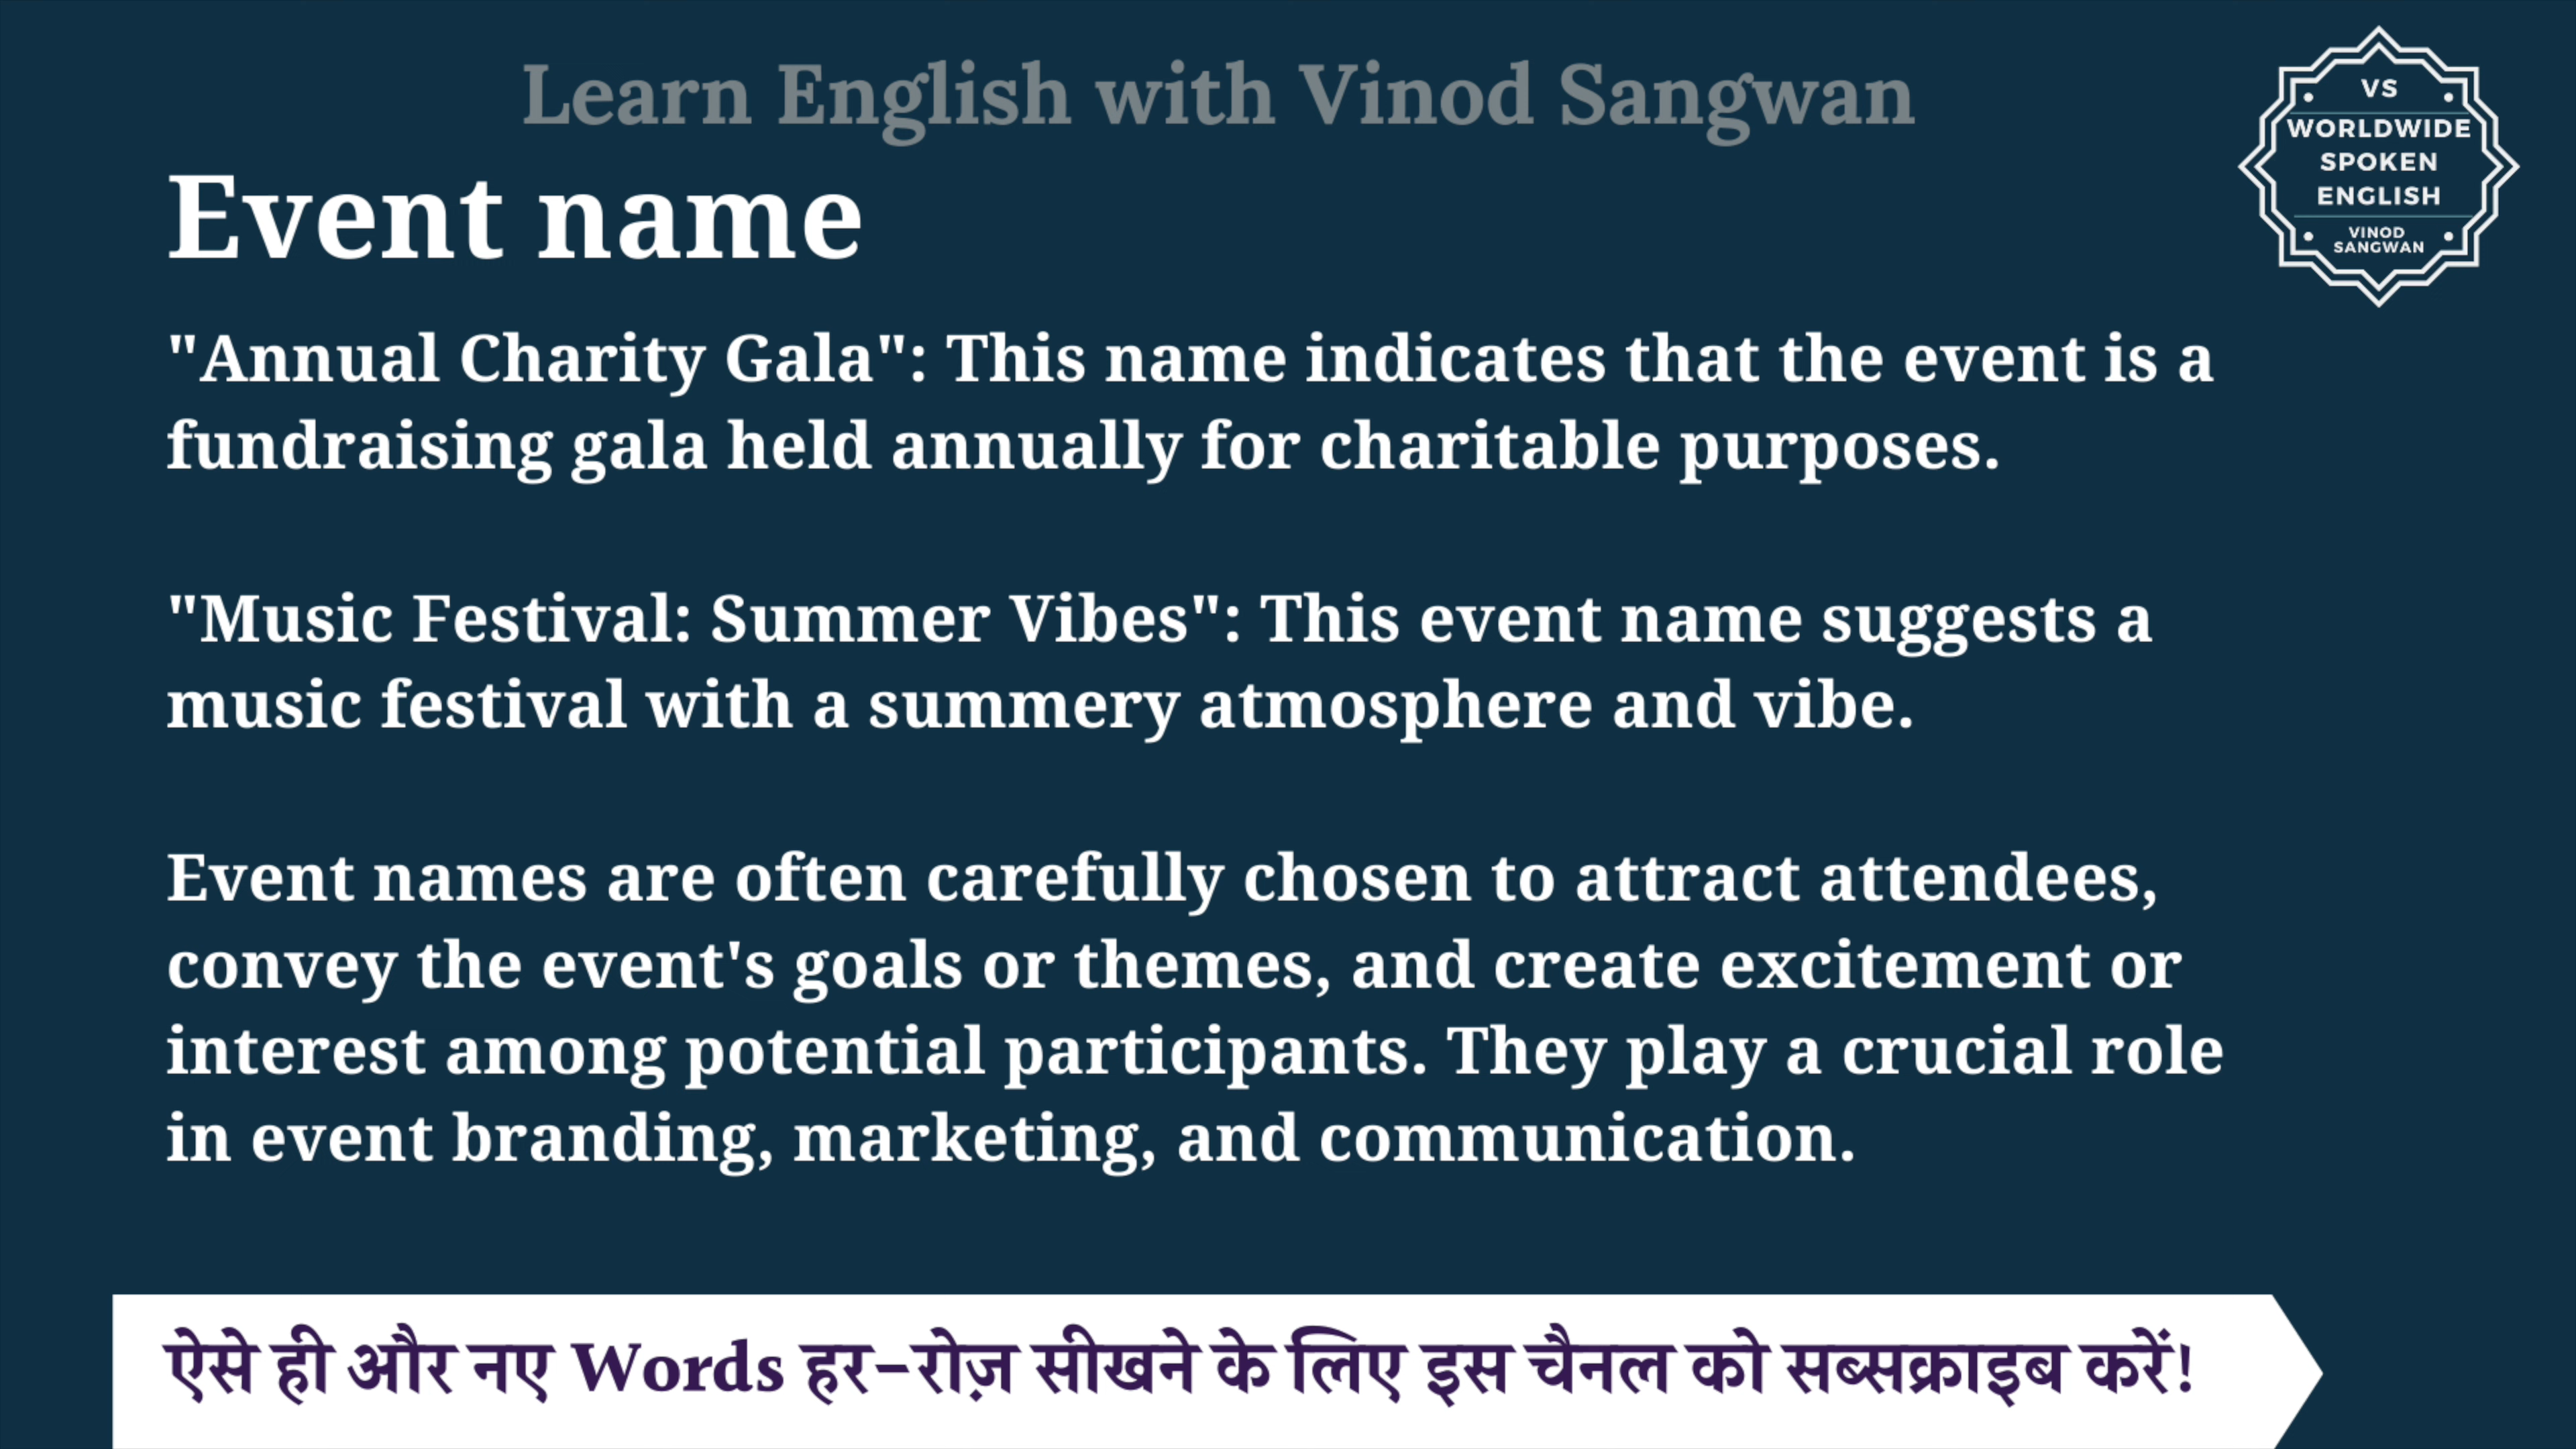 Learn English with Vinod Sangwan
VS
WORLDWIDE
SPOKEN
ENGLISH
VINOD
SANGWAN
Event name
"Annual Charity Gala": This name indicates that the event is a
fundraising gala held annually for charitable purposes.
"Music Festival: Summer Vibes": This event name suggests a
music festival with a summery atmosphere and vibe.
Event names are often carefully chosen to attract attendees,
convey the event's goals or themes, and create excitement or
interest among potential participants. They play a crucial role
in event branding, marketing, and communication.
ऐसे ही और नए Words हर-रोज़ सीखने के लिए इस चैनल को सब्सक्राइब करें!